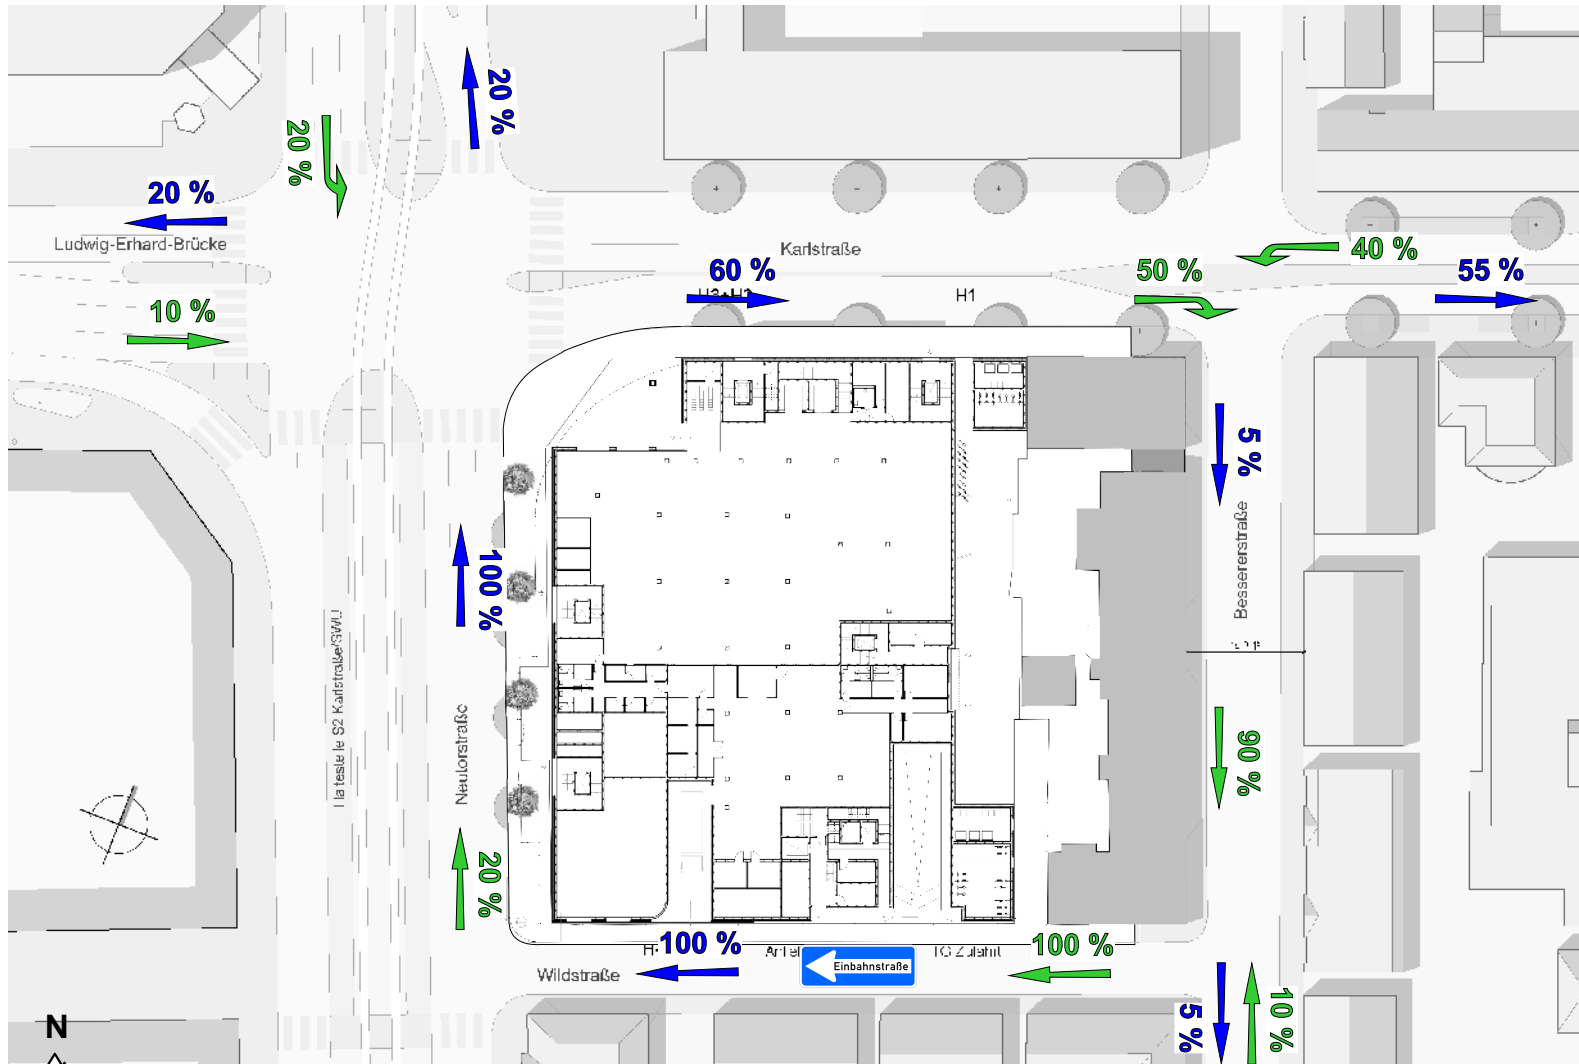 20 %
20 %
20 %
Ludwig-Erhard-Brücke
Karlstraße
40 %
60 %
50 %
55 %
H1
10 %
5 %
Bessererstraße
100 %
Neutorstraße
90 %
20 %
100 %
100 %
Einbahnstraße
Wildstraße
5 %
10 %
N